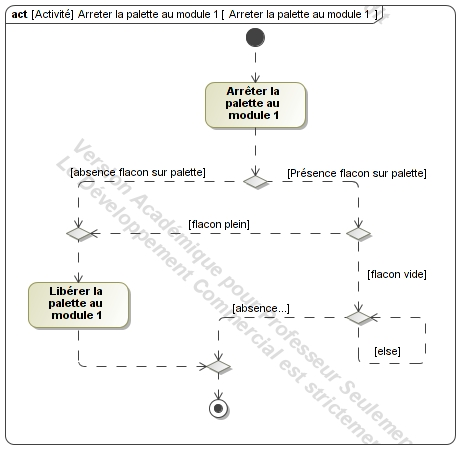 act [Activité] Arreter la palette au module 1 [ Arreter la palette au module 1 ]
Arrêter la
palette au
module 1
[absence flacon sur palette]
[Présence flacon sur palette]
[flacon plein]
[flacon vide]
Libérer la
palette au
module 1
[absence...]
[else]
Version Académique pour Professeur Seulement
Le Développement Commercial est strictement